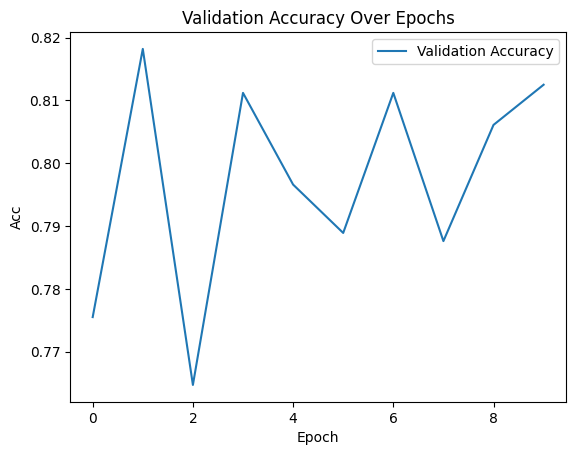 Validation Accuracy Over Epochs
Validation Accuracy
0.82
0.81
0.80
0.79
0.78
0.77
Acc
0 2 4 6 8
Epoch